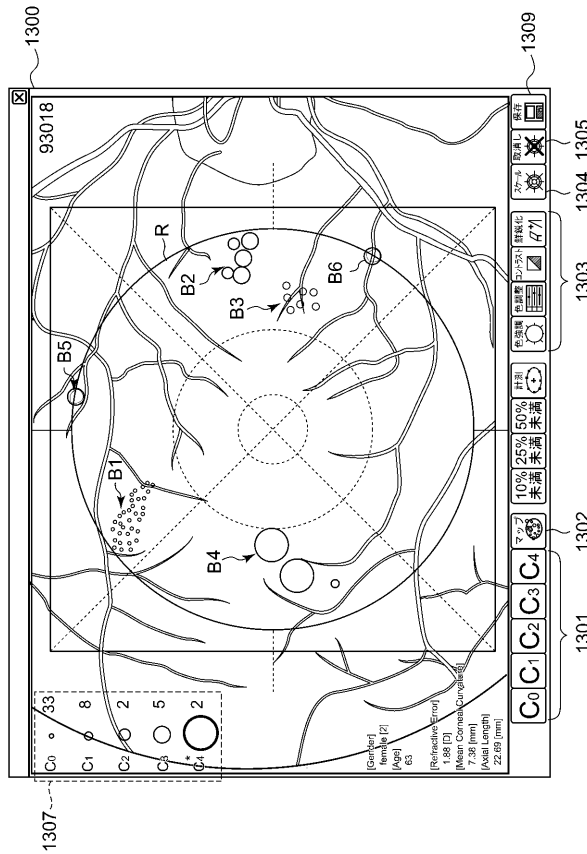 1300
93018
R
B1
B2
B3
B4
B5
B6
1307
C0 33
C1 8
C2 2
C3 5
*C4 2
[Gender]
female [2]
[Age]
63
[Refractive Error]
1.88 [D]
[Mean Corneal Curvature]
7.38 [mm]
[Axial Length]
22.69 [mm]
C0 C1 C2 C3 C4
マップ
10%未満 25%未満 50%未満
計測
色強調 色調整 コントラスト 鮮鋭化
スケール 取消し 保存
1301
1302
1303
1304
1305
1309